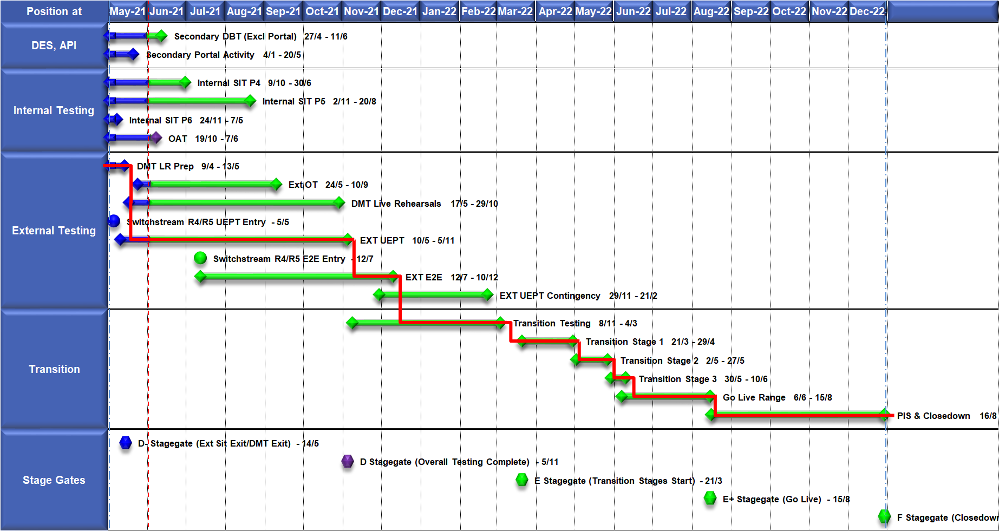 Position at May-21 Jun-21 Jul-21 Aug-21 Sep-21 Oct-21 Nov-21 Dec-21 Jan-22 Feb-22 Mar-22 Apr-22 May-22 Jun-22 Jul-22 Aug-22 Sep-22 Oct-22 Nov-22 Dec-22
DES, API
Secondary DBT (Excl Portal) 27/4 - 11/6
Secondary Portal Activity 4/1 - 20/5
Internal Testing
Internal SIT P4 9/10 - 30/6
Internal SIT P5 2/11 - 20/8
Internal SIT P6 24/11 - 7/5
OAT 19/10 - 7/6
External Testing
DMT LR Prep 9/4 - 13/5
Ext OT 24/5 - 10/9
DMT Live Rehearsals 17/5 - 29/10
Switchstream R4/R5 UEPT Entry - 5/5
EXT UEPT 10/5 - 5/11
Switchstream R4/R5 E2E Entry - 12/7
EXT E2E 12/7 - 10/12
EXT UEPT Contingency 29/11 - 21/2
Transition
Transition Testing 8/11 - 4/3
Transition Stage 1 21/3 - 29/4
Transition Stage 2 2/5 - 27/5
Transition Stage 3 30/5 - 10/6
Go Live Range 6/6 - 15/8
PIS & Closedown 16/8
Stage Gates
D- Stagegate (Ext Sit Exit/DMT Exit) - 14/5
D Stagegate (Overall Testing Complete) - 5/11
E Stagegate (Transition Stages Start) - 21/3
E+ Stagegate (Go Live) - 15/8
F Stagegate (Closedown